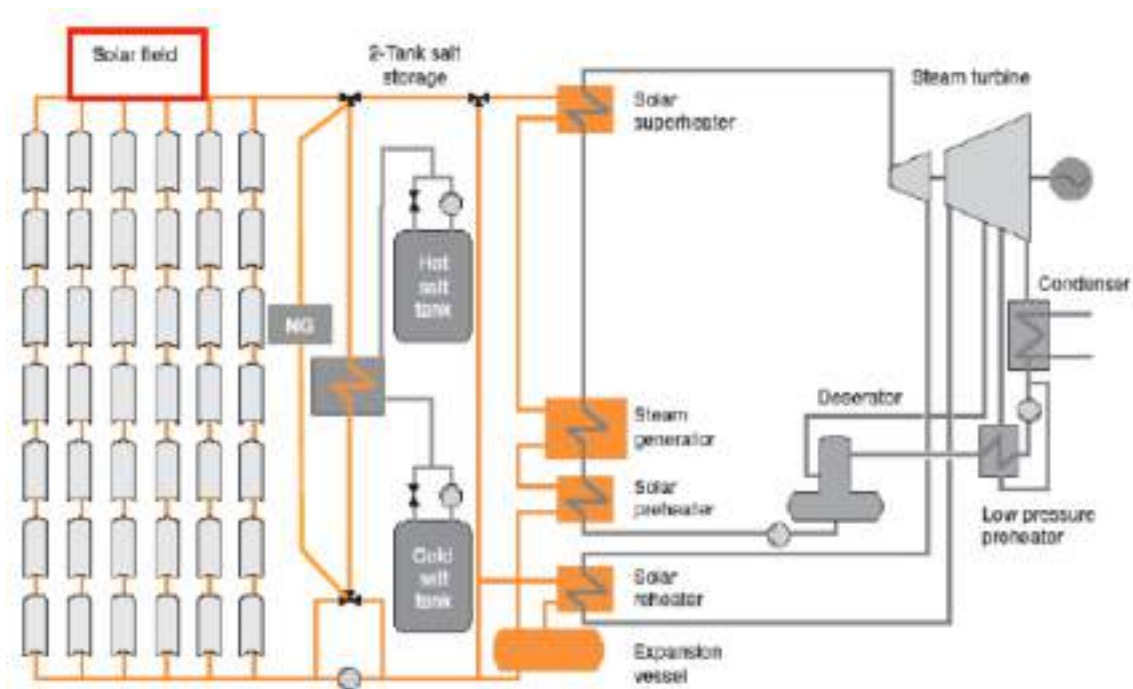 Solar field
2-Tank salt
storage
Steam turbine
Solar
superheater
Hot
salt
tank
Condenser
NG
Deaerator
Steam
generator
Solar
preheater
Low pressure
preheater
Cold
salt
tank
Solar
reheater
Expansion
vessel